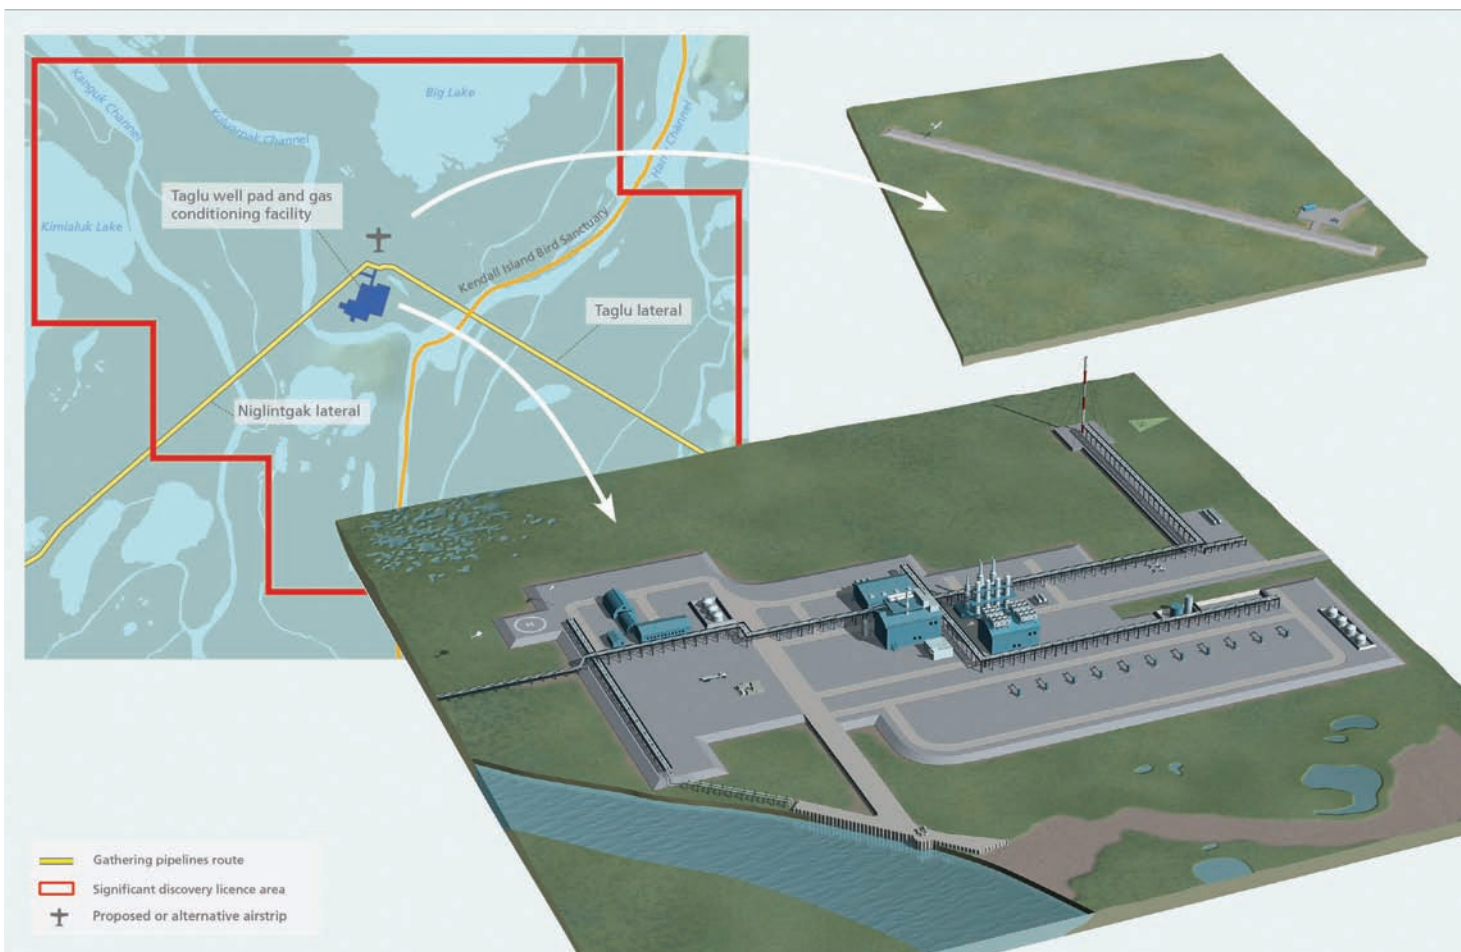 Big Lake
Kanguk Channel
Kuluarpak Channel
Harry Channel
Taglu well pad and gas
conditioning facility
Kimialuk Lake
Kendall Island Bird Sanctuary
Taglu lateral
Niglintgak lateral
H
Gathering pipelines route
Significant discovery licence area
Proposed or alternative airstrip